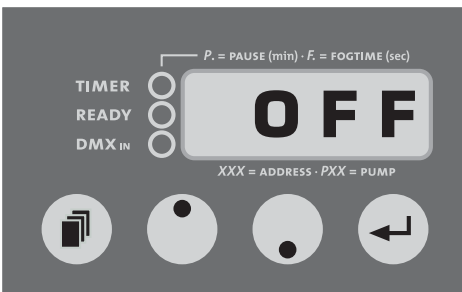 P. = PAUSE (min) · F. = FOGTIME (sec)
TIMER
READY
DMX IN
OFF
XXX = ADDRESS · PXX = PUMP